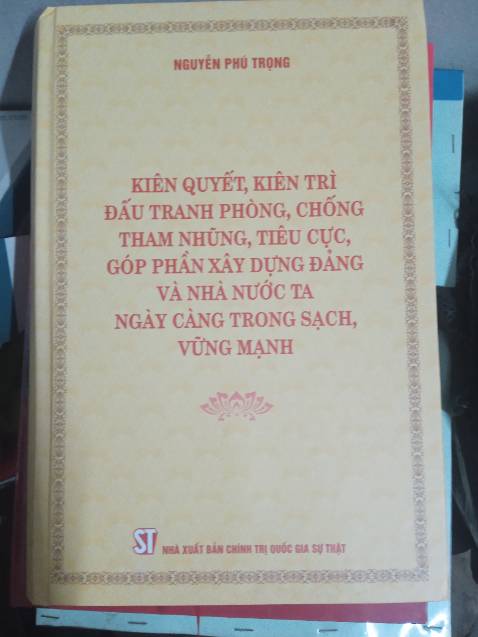 NGUYỄN PHÚ TRỌNG
KIÊN QUYẾT, KIÊN TRÌ
ĐẤU TRANH PHÒNG, CHỐNG
THAM NHŨNG, TIÊU CỰC,
GÓP PHẦN XÂY DỰNG ĐẢNG
VÀ NHÀ NƯỚC TA
NGÀY CÀNG TRONG SẠCH,
VỮNG MẠNH
ST NHÀ XUẤT BẢN CHÍNH TRỊ QUỐC GIA SỰ THẬT